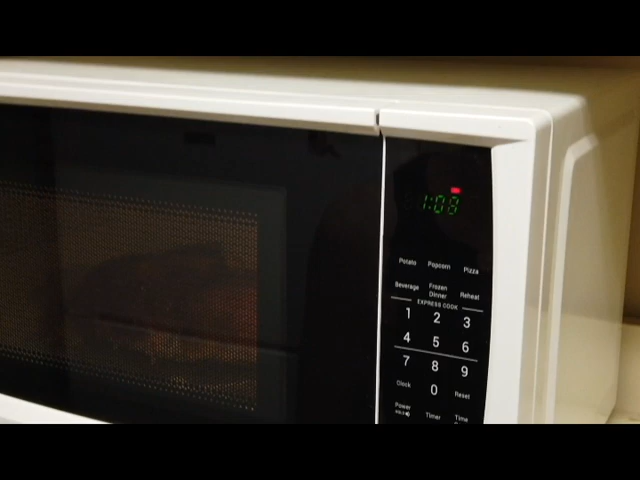 1:08
Potato Popcorn Pizza
Beverage Frozen Dinner Reheat
EXPRESS COOK
1 2 3
4 5 6
7 8 9
Clock 0 Reset
Power Timer Time